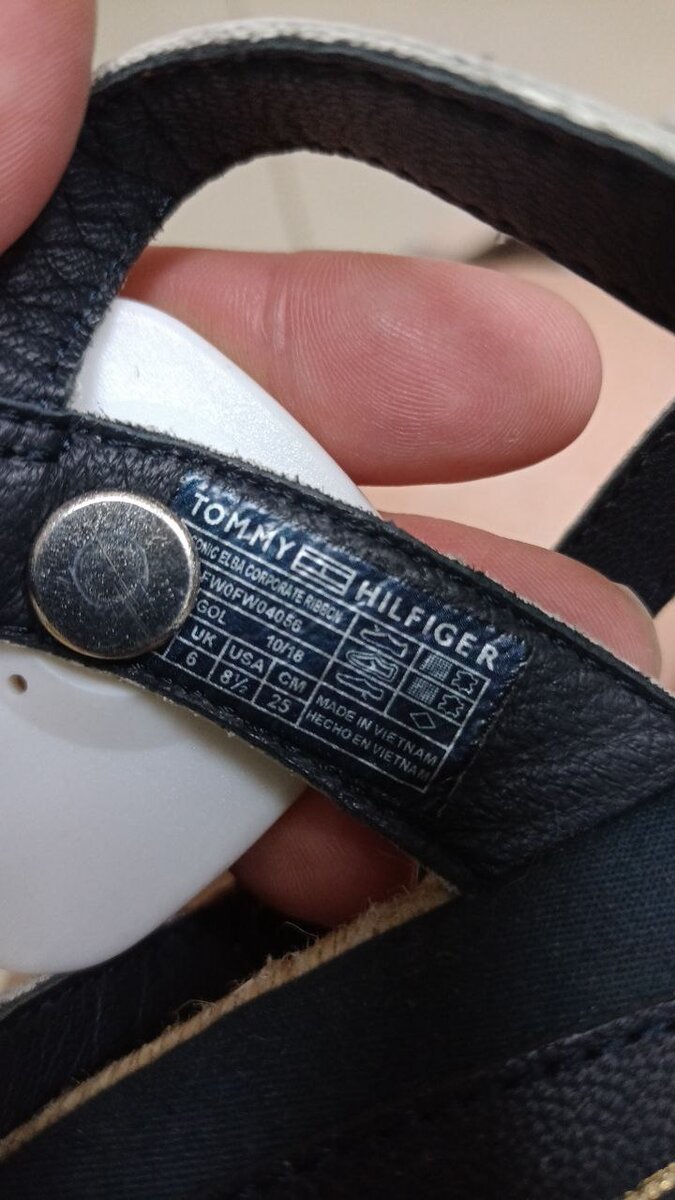 TOMMY HILFIGER
ONIC ELBA CORPORATE RIBBON
FW0FW04056
GOL 10/18
UK USA CM
6 8½ 25
MADE IN VIETNAM
HECHO EN VIETNAM